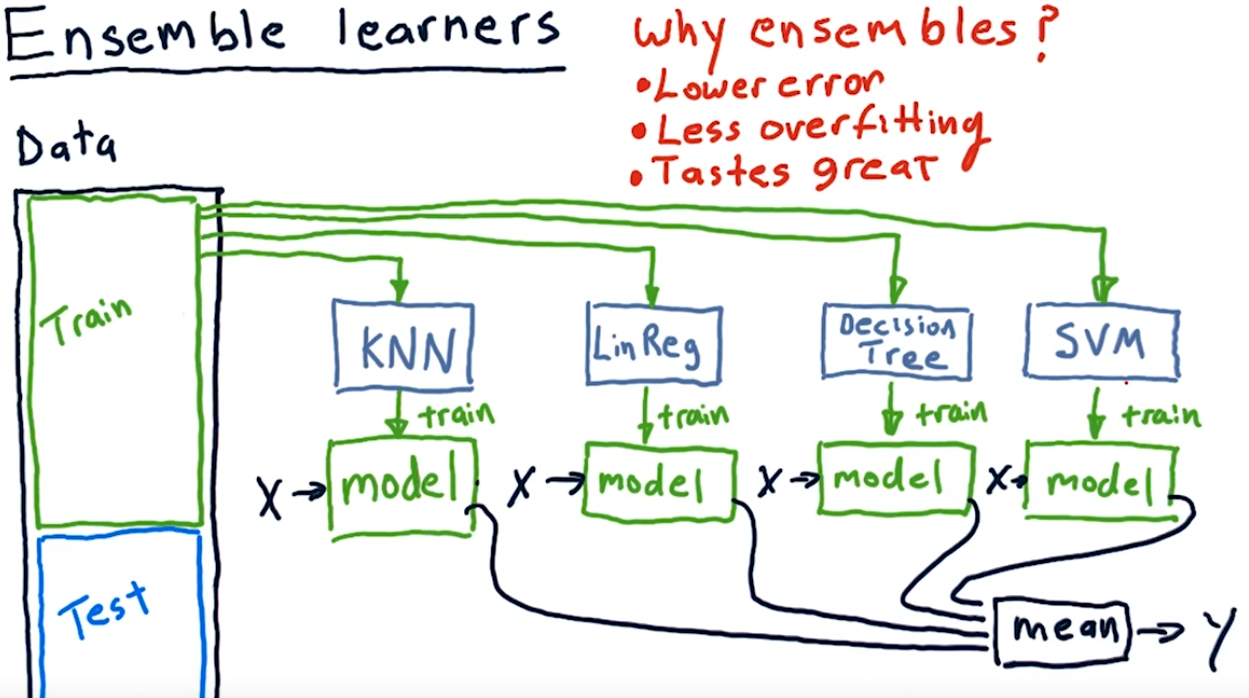 Ensemble learners
Why ensembles?
• Lower error
• Less overfitting
• Tastes great
Data
Train
Test
KNN
LinReg
Decision
Tree
SVM
train
train
train
train
X
model
X
model
X
model
X
model
mean
Y